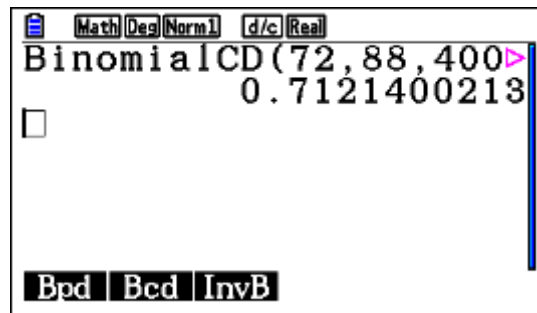 Math Deg Norm1 d/c Real
BinomialCD(72,88,400
0.7121400213
Bpd Bcd InvB